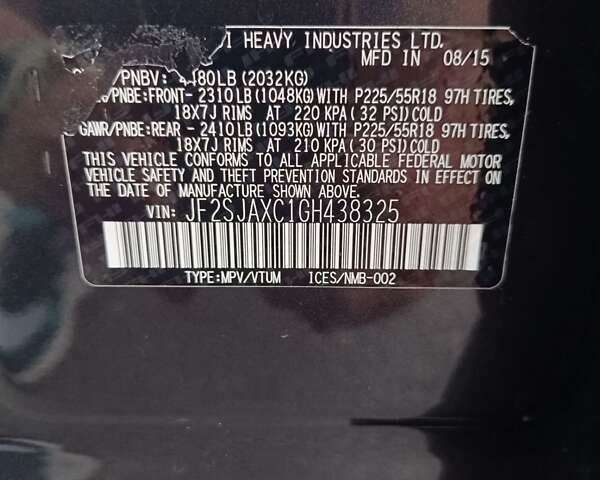 HEAVY INDUSTRIES LTD.
MFD IN 08/15
/PNBV: 4480LB (2032KG)
/PNBE:FRONT- 2310LB (1048KG) WITH P225/55R18 97H TIRES,
18X7J RIMS AT 220 KPA (32 PSI) COLD
GAWR/PNBE:REAR - 2410LB (1093KG) WITH P225/55R18 97H TIRES,
18X7J RIMS AT 210 KPA (30 PSI) COLD
THIS VEHICLE CONFORMS TO ALL APPLICABLE FEDERAL MOTOR
VEHICLE SAFETY AND THEFT PREVENTION STANDARDS IN EFFECT ON
THE DATE OF MANUFACTURE SHOWN ABOVE.
VIN: JF2SJAXC1GH438325
TYPE:MPV/VTUM ICES/NMB-002